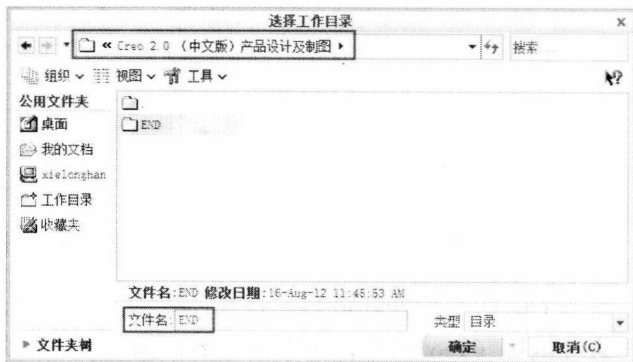 选择工作目录
« Creo 2.0 （中文版）产品设计及制图 ▸
搜索
组织 视图 工具
公用文件夹
桌面
我的文档
xielonghan
工作目录
收藏夹
.
END
文件名:END 修改日期:16-Aug-12 11:45:53 AM
文件名: END
类型 目录
▸ 文件夹树
确定
取消(C)